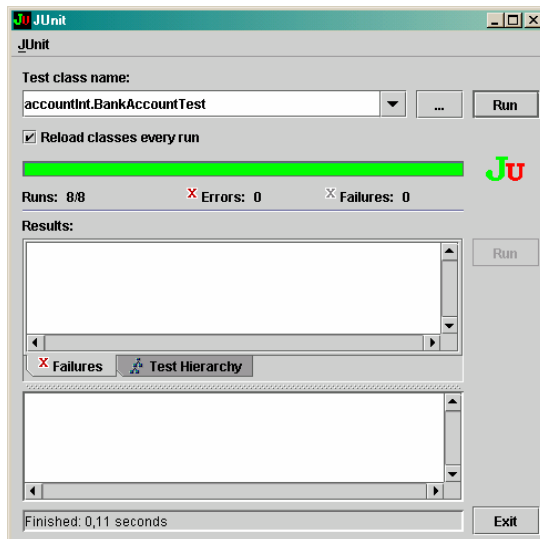 JU JUnit
JUnit
Test class name:
accountInt.BankAccountTest ... Run
Reload classes every run
JU
Runs: 8/8 X Errors: 0 X Failures: 0
Results:
Run
X Failures Test Hierarchy
Finished: 0,11 seconds Exit